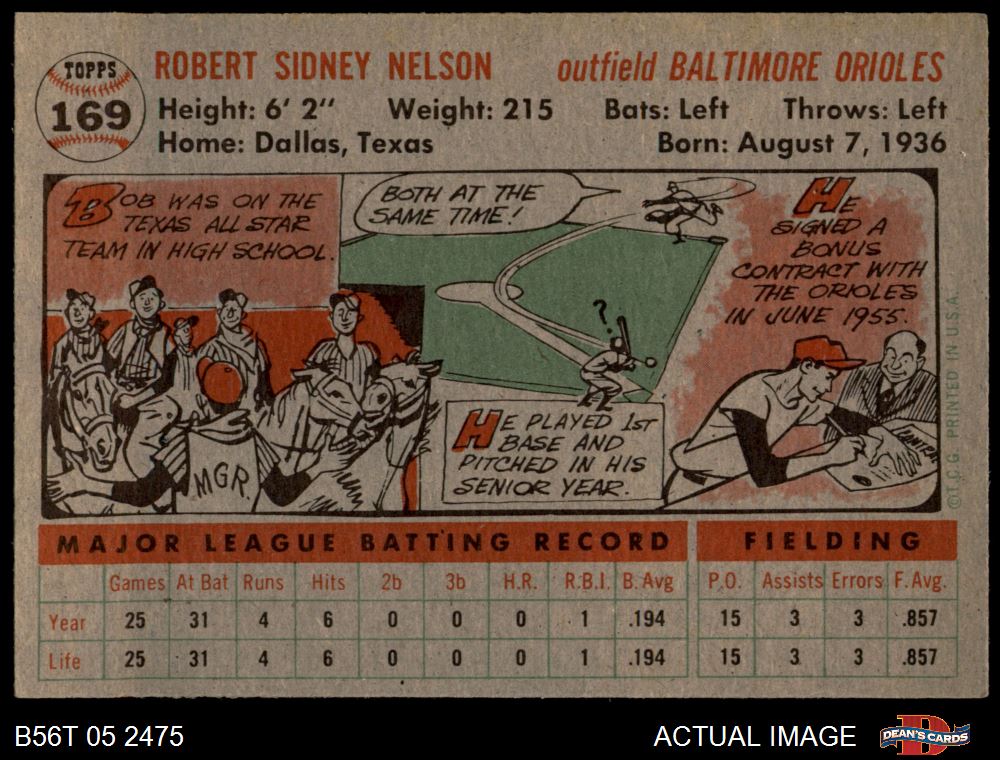 TOPPS
169
ROBERT SIDNEY NELSON outfield BALTIMORE ORIOLES
Height: 6' 2" Weight: 215 Bats: Left Throws: Left
Home: Dallas, Texas Born: August 7, 1936
BOB WAS ON THE
TEXAS ALL STAR
TEAM IN HIGH SCHOOL.
MGR.
BOTH AT THE
SAME TIME!
?
HE PLAYED 1ST
BASE AND
PITCHED IN HIS
SENIOR YEAR.
HE
SIGNED A
BONUS
CONTRACT WITH
THE ORIOLES
IN JUNE 1955.
©T.C.G. PRINTED IN U.S.A.
MAJOR LEAGUE BATTING RECORD FIELDING
Games At Bat Runs Hits 2b 3b H.R. R.B.I. B. Avg P.O. Assists Errors F. Avg.
Year 25 31 4 6 0 0 0 1 .194 15 3 3 .857
Life 25 31 4 6 0 0 0 1 .194 15 3 3 .857
B56T 05 2475 ACTUAL IMAGE DEAN'S CARDS